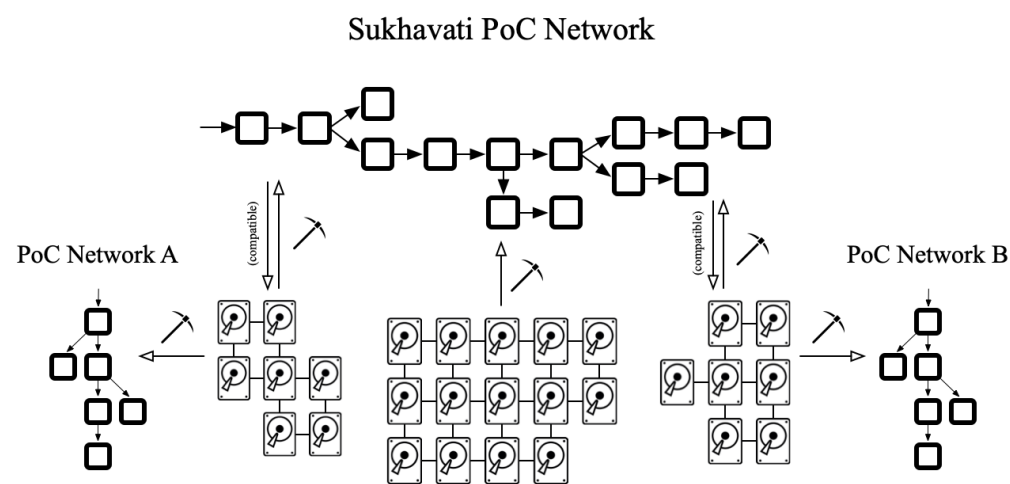 Sukhavati PoC Network
(compatible)
(compatible)
PoC Network A
PoC Network B